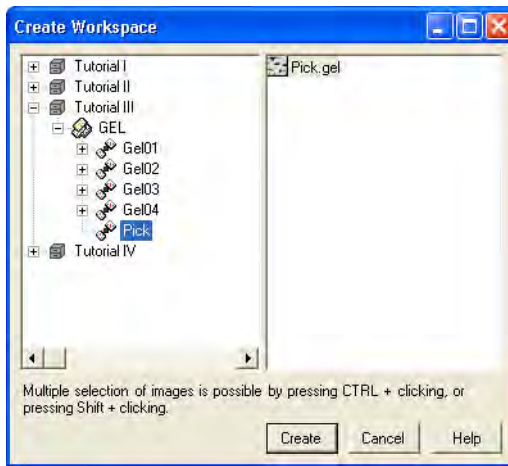 Create Workspace
Tutorial I
Tutorial II
Tutorial III
GEL
Gel01
Gel02
Gel03
Gel04
Pick
Tutorial IV
Pick.gel
Multiple selection of images is possible by pressing CTRL + clicking, or
pressing Shift + clicking.
Create Cancel Help